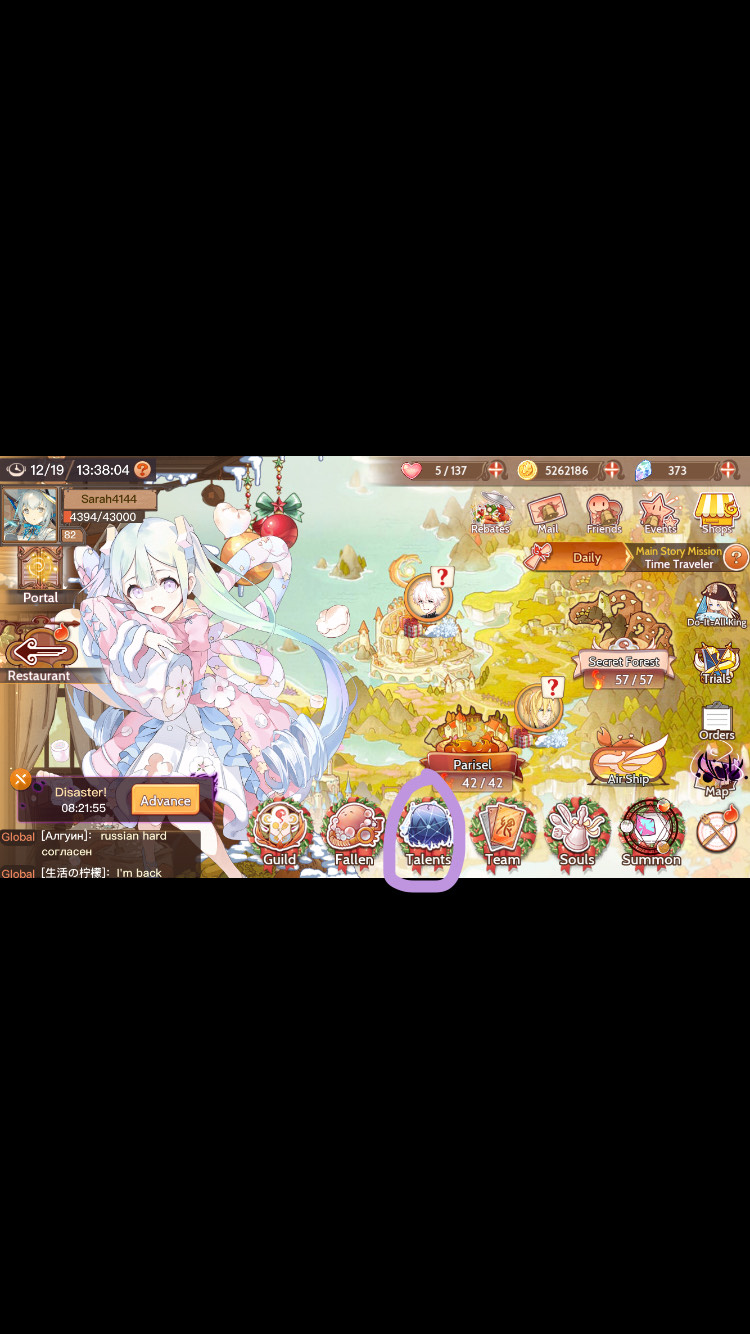 12/19 13:38:04 ?
5/137
5262186
373
Sarah4144
4394/43000
82
Rebates
Mail
Friends
Events
Shops
Daily
Main Story Mission
Time Traveler
?
Portal
?
Do-It-All King
Restaurant
Secret Forest
57/57
Trials
?
Orders
Parisel
42/42
Air Ship
Map
Disaster!
08:21:55
Advance
Global [Алгуин]: russian hard
согласен
Global [生活の柠檬]: I'm back
Guild
Fallen
Talents
Team
Souls
Summon